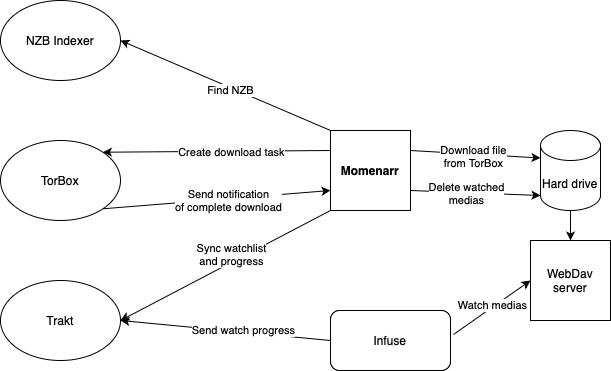 NZB Indexer
Find NZB
Create download task
Momenarr
Download file
from TorBox
Hard drive
TorBox
Send notification
of complete download
Delete watched
medias
Sync watchlist
and progress
WebDav
server
Trakt
Send watch progress
Infuse
Watch medias